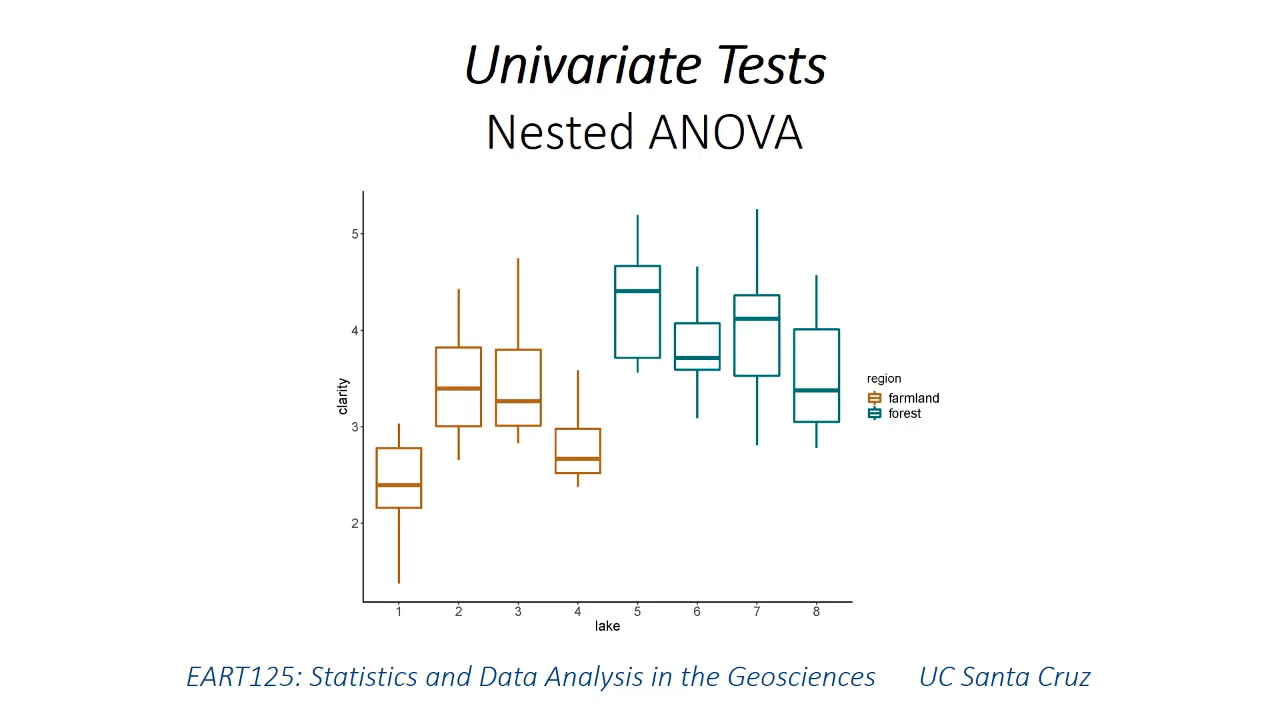 Univariate Tests
Nested ANOVA
5
4
3
2
clarity
1 2 3 4 5 6 7 8
lake
region
farmland
forest
EART125: Statistics and Data Analysis in the Geosciences UC Santa Cruz